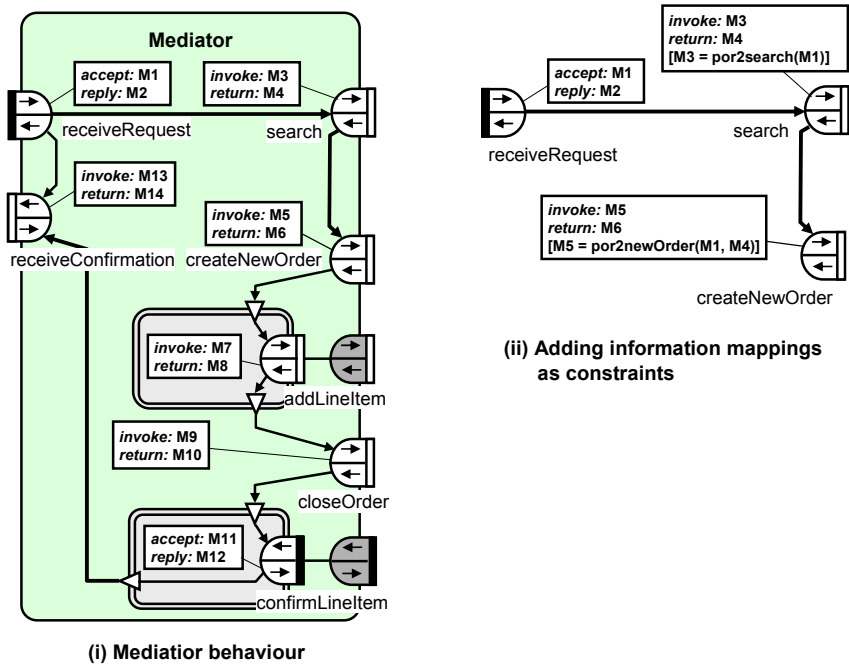 Mediator
accept: M1
reply: M2
invoke: M3
return: M4
receiveRequest
search
invoke: M13
return: M14
receiveConfirmation
invoke: M5
return: M6
createNewOrder
invoke: M7
return: M8
addLineItem
invoke: M9
return: M10
closeOrder
accept: M11
reply: M12
confirmLineItem
(i) Mediatior behaviour
invoke: M3
return: M4
[M3 = por2search(M1)]
accept: M1
reply: M2
search
receiveRequest
invoke: M5
return: M6
[M5 = por2newOrder(M1, M4)]
createNewOrder
(ii) Adding information mappings
as constraints